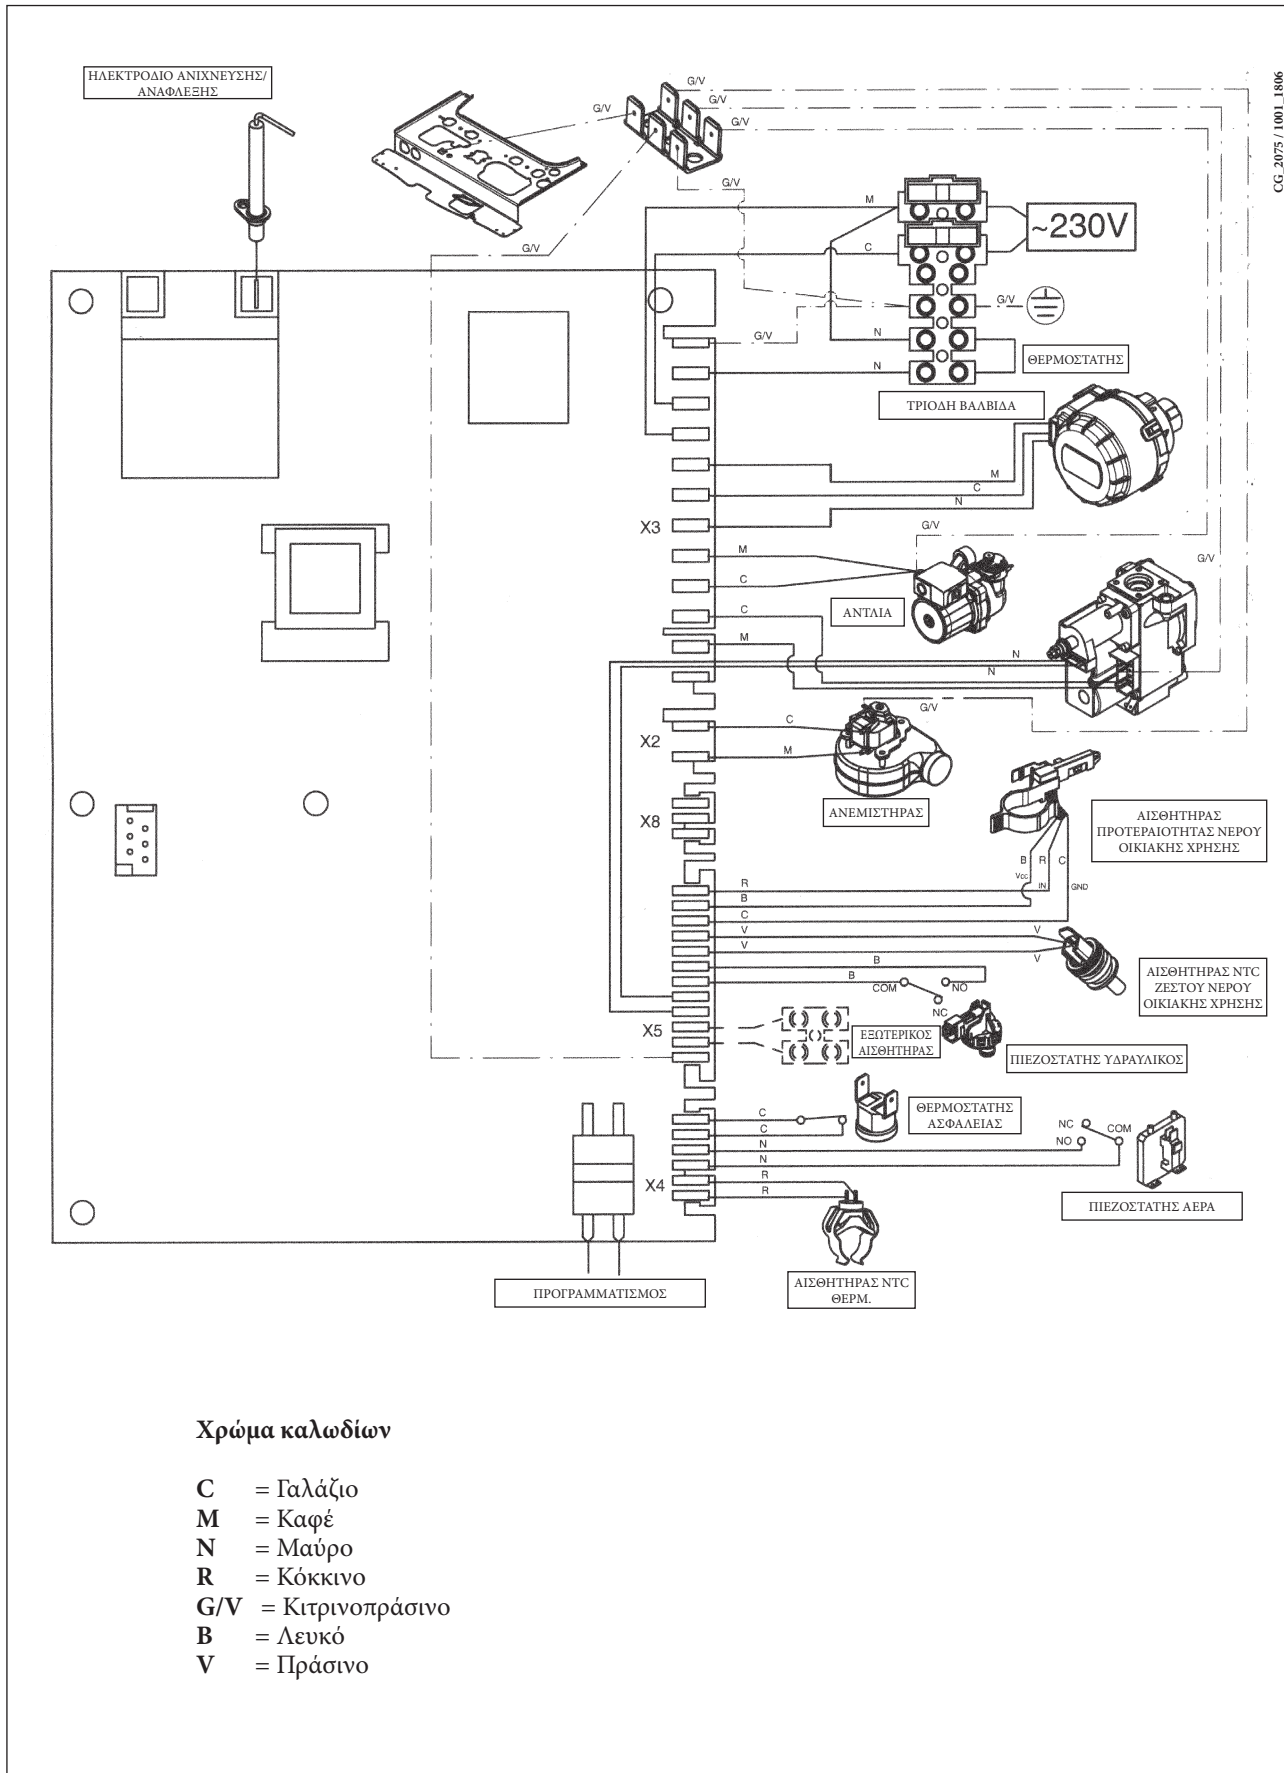 ΗΛΕΚΤΡΟΔΙΟ ΑΝΙΧΝΕΥΣΗΣ/
ΑΝΑΦΛΕΞΗΣ
G/V
G/V
G/V
G/V
G/V
G/V
CG_2075 / 1001_1806
M
~230V
C
G/V
G/V
N
ΘΕΡΜΟΣΤΑΤΗΣ
N
ΤΡΙΟΔΗ ΒΑΛΒΙΔΑ
M
C
N
X3
G/V
M
G/V
C
C
ΑΝΤΛΙΑ
M
N
N
G/V
C
X2
M
ΑΝΕΜΙΣΤΗΡΑΣ
X8
ΑΙΣΘΗΤΗΡΑΣ
ΠΡΟΤΕΡΑΙΟΤΗΤΑΣ ΝΕΡΟΥ
ΟΙΚΙΑΚΗΣ ΧΡΗΣΗΣ
B R C
Vcc
IN
GND
R
B
C
V
V
V
V
ΑΙΣΘΗΤΗΡΑΣ NTC
ΖΕΣΤΟΥ ΝΕΡΟΥ
ΟΙΚΙΑΚΗΣ ΧΡΗΣΗΣ
B
B
COM
NO
NC
X5
ΕΞΩΤΕΡΙΚΟΣ
ΑΙΣΘΗΤΗΡΑΣ
ΠΙΕΖΟΣΤΑΤΗΣ ΥΔΡΑΥΛΙΚΟΣ
C
C
ΘΕΡΜΟΣΤΑΤΗΣ
ΑΣΦΑΛΕΙΑΣ
NC
COM
NO
N
N
R
R
X4
ΠΙΕΖΟΣΤΑΤΗΣ ΑΕΡΑ
ΠΡΟΓΡΑΜΜΑΤΙΣΜΟΣ
ΑΙΣΘΗΤΗΡΑΣ NTC
ΘΕΡΜ.
Χρώμα καλωδίων
C = Γαλάζιο
M = Καφέ
N = Μαύρο
R = Κόκκινο
G/V = Κιτρινοπράσινο
B = Λευκό
V = Πράσινο